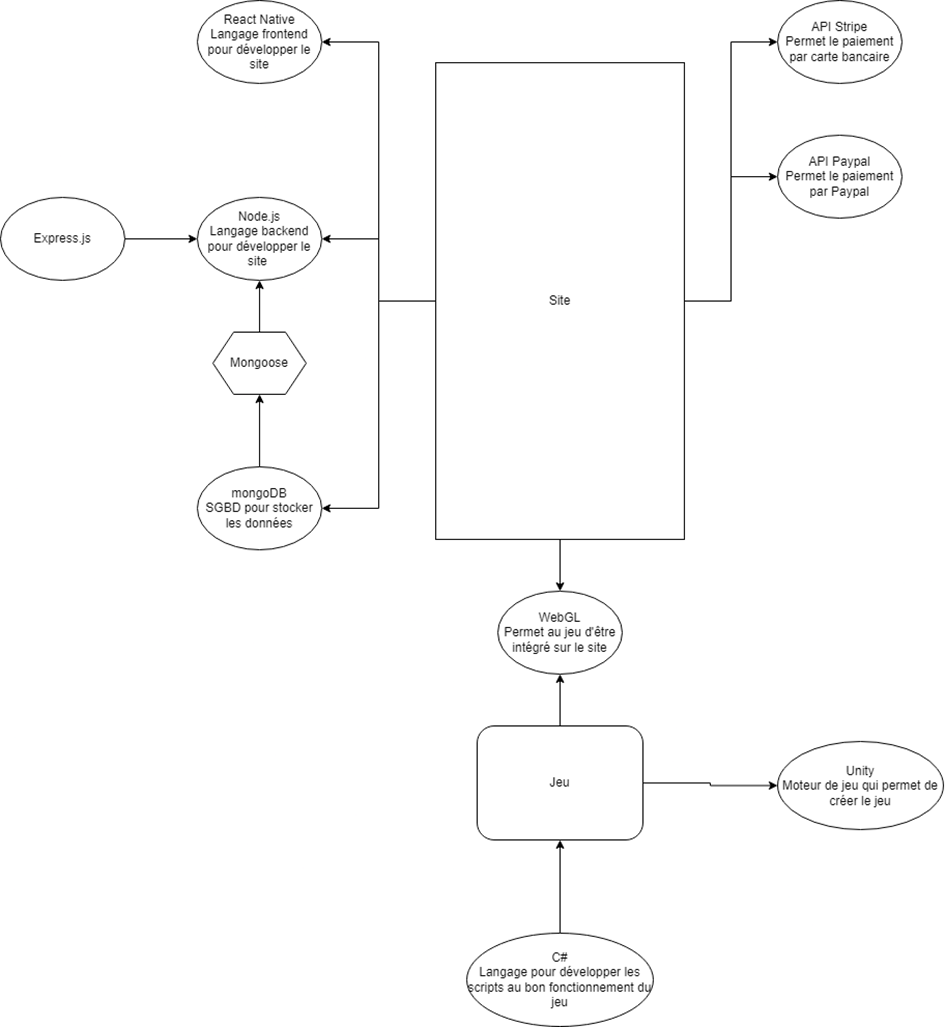 React Native
Langage frontend
pour développer le
site
API Stripe
Permet le paiement
par carte bancaire
API Paypal
Permet le paiement
par Paypal
Express.js
Node.js
Langage backend
pour développer le
site
Site
Mongoose
mongoDB
SGBD pour stocker
les données
WebGL
Permet au jeu d'être
intégré sur le site
Jeu
Unity
Moteur de jeu qui permet de
créer le jeu
C#
Langage pour développer les
scripts au bon fonctionnement du
jeu